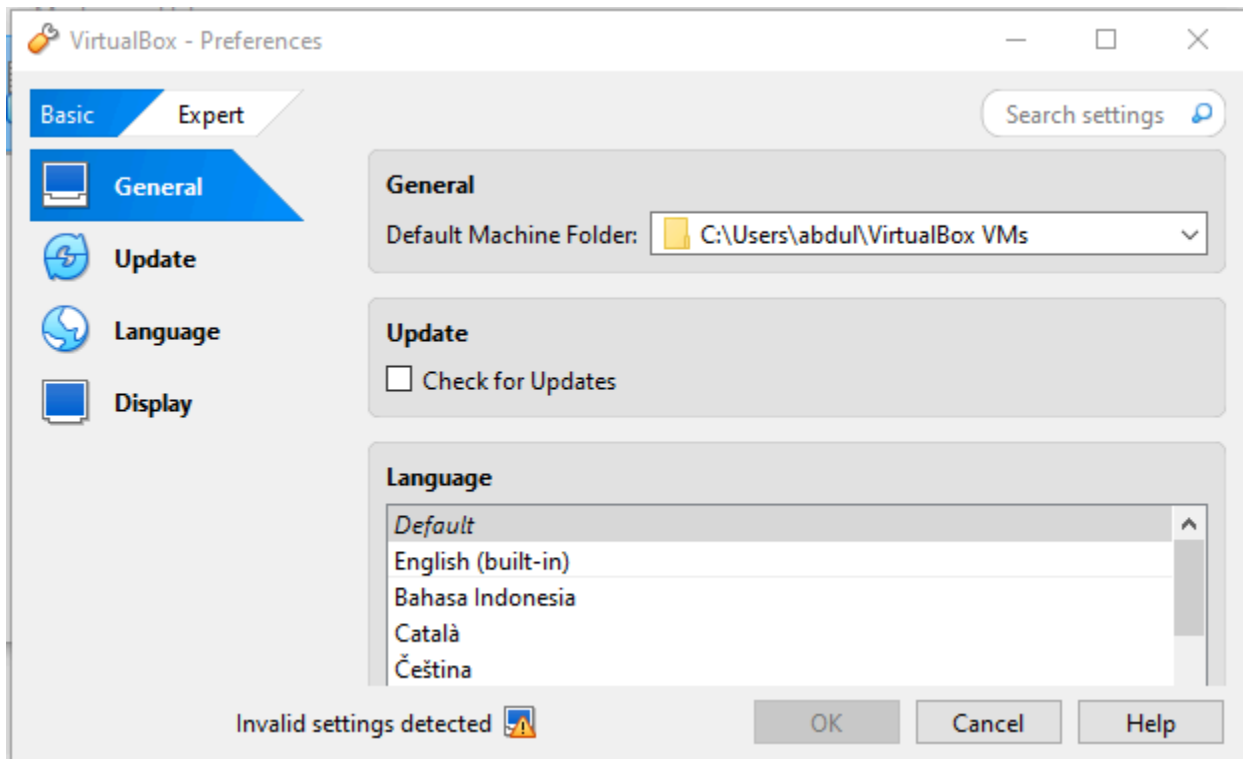 VirtualBox - Preferences
Basic
Expert
Search settings
General
Update
Language
Display
General
Default Machine Folder: C:\Users\abdul\VirtualBox VMs
Update
Check for Updates
Language
Default
English (built-in)
Bahasa Indonesia
Català
Čeština
Invalid settings detected
OK
Cancel
Help